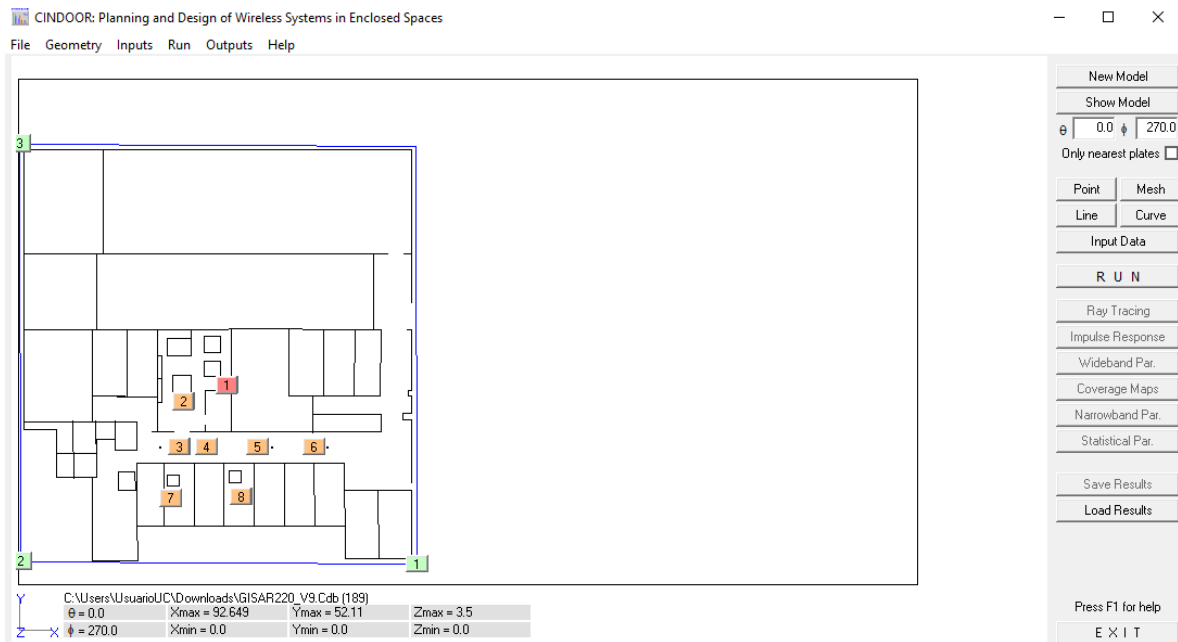 CINDOOR: Planning and Design of Wireless Systems in Enclosed Spaces
File Geometry Inputs Run Outputs Help
New Model
Show Model
θ 0.0 ϕ 270.0
Only nearest plates
Point Mesh
Line Curve
Input Data
R U N
Ray Tracing
Impulse Response
Wideband Par.
Coverage Maps
Narrowband Par.
Statistical Par.
Save Results
Load Results
Press F1 for help
E X I T
3
1
2
3 4 5 6
7 8
2 1
C:\Users\UsuarioUC\Downloads\GISAR220_V9.Cdb (189)
Y θ = 0.0 Xmax = 92.649 Ymax = 52.11 Zmax = 3.5
Z X ϕ = 270.0 Xmin = 0.0 Ymin = 0.0 Zmin = 0.0